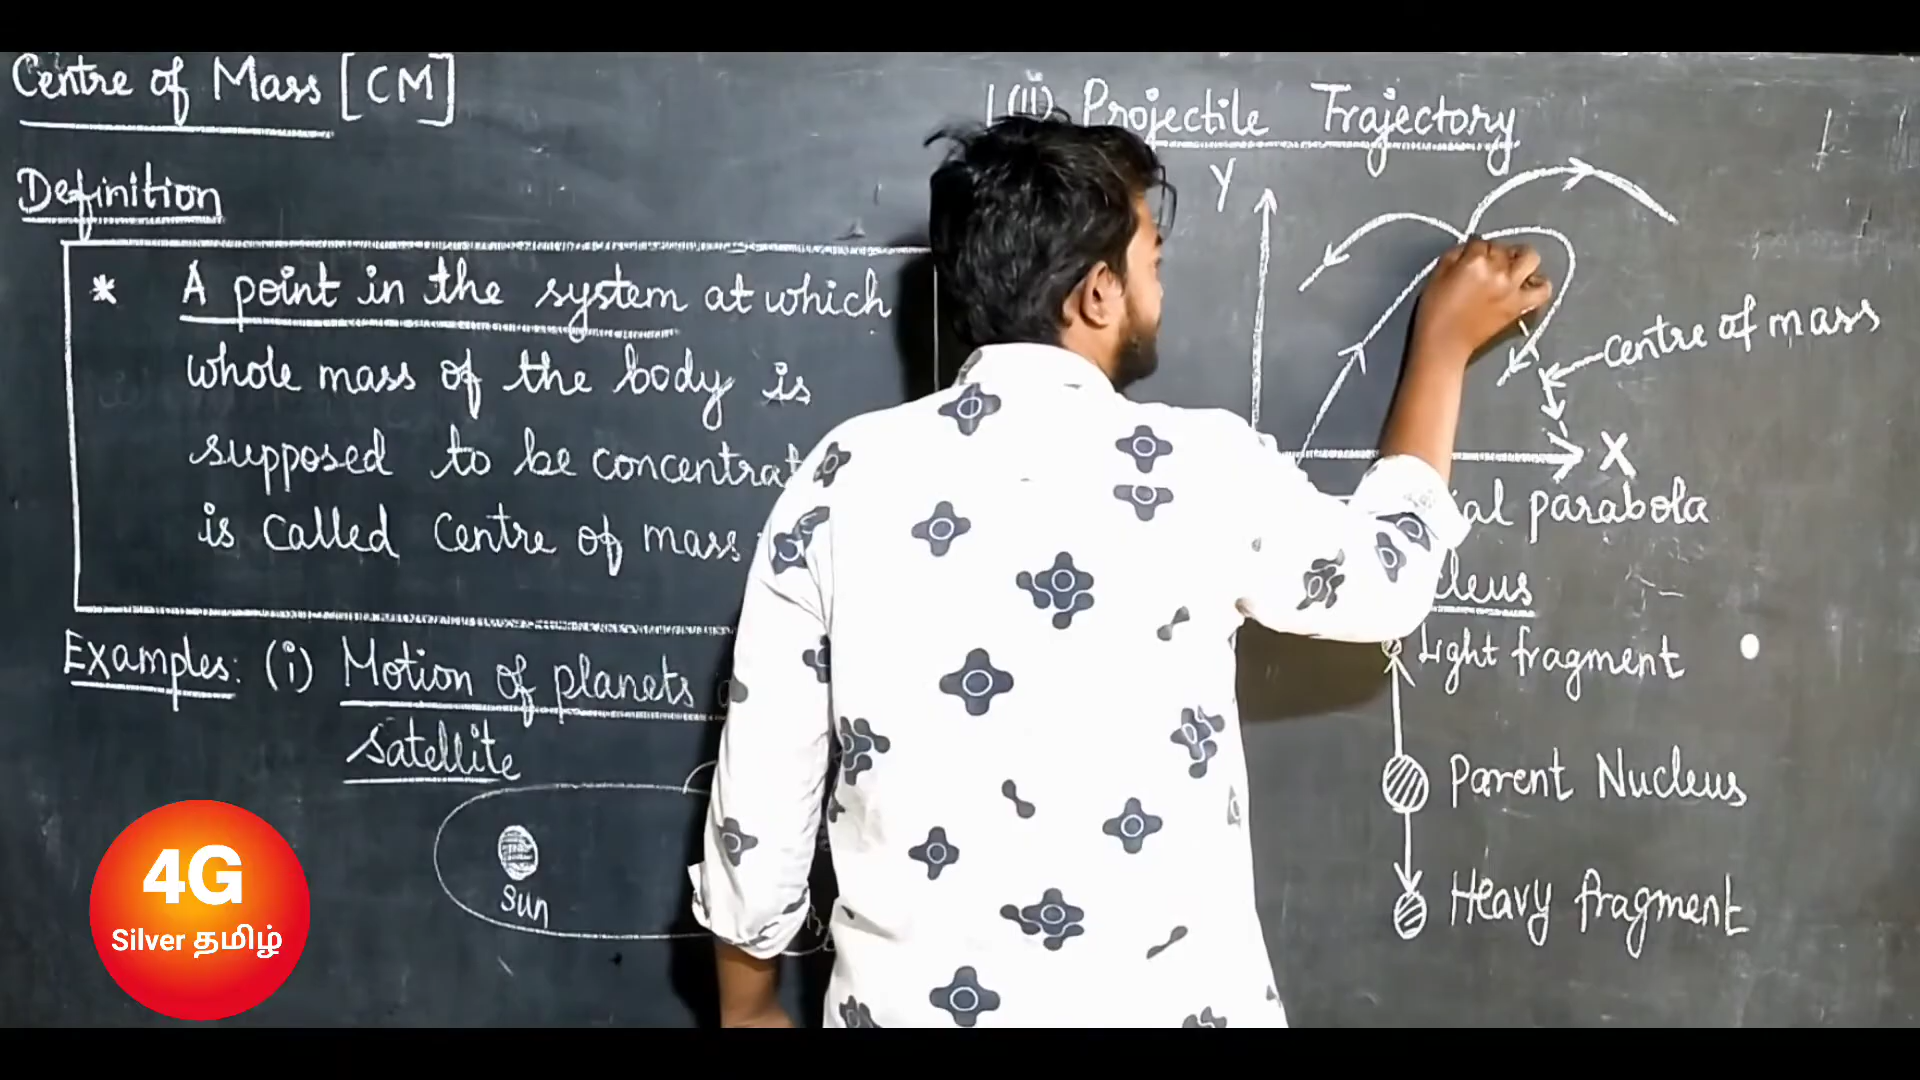 Centre of Mass [CM]
Definition
* A point in the system at which
whole mass of the body is
supposed to be concentrat
is called centre of mass
Examples: (i) Motion of planets
satellite
Sun
(ii) Projectile Trajectory
Y
centre of mass
X
parabola
Light fragment
Parent Nucleus
Heavy fragment
4G
Silver தமிழ்